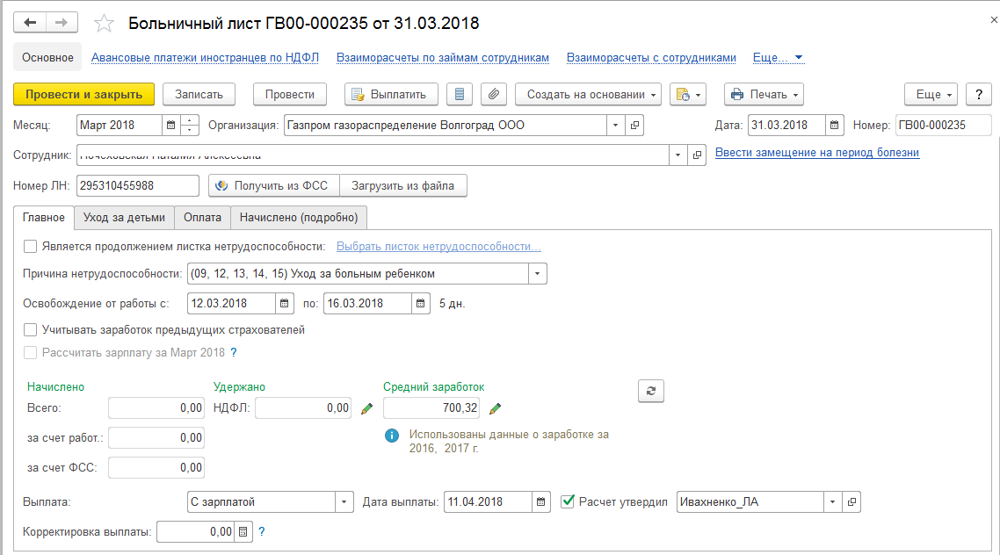 Больничный лист ГВ00-000235 от 31.03.2018
Основное Авансовые платежи иностранцев по НДФЛ Взаиморасчеты по займам сотрудникам Взаиморасчеты с сотрудниками Еще...
Провести и закрыть Записать Провести Выплатить Создать на основании Печать Еще ?
Месяц: Март 2018 Организация: Газпром газораспределение Волгоград ООО Дата: 31.03.2018 Номер: ГВ00-000235
Сотрудник: Наталия Алексеевна Ввести замещение на период болезни
Номер ЛН: 295310455988 Получить из ФСС Загрузить из файла
Главное Уход за детьми Оплата Начислено (подробно)
Является продолжением листка нетрудоспособности: Выбрать листок нетрудоспособности...
Причина нетрудоспособности: (09, 12, 13, 14, 15) Уход за больным ребенком
Освобождение от работы с: 12.03.2018 по: 16.03.2018 5 дн.
Учитывать заработок предыдущих страхователей
Рассчитать зарплату за Март 2018 ?
Начислено Удержано Средний заработок
Всего: 0,00 НДФЛ: 0,00 700,32
за счет работ.: 0,00 Использованы данные о заработке за
2016, 2017 г.
за счет ФСС: 0,00
Выплата: С зарплатой Дата выплаты: 11.04.2018 Расчет утвердил Ивахненко_ЛА
Корректировка выплаты: 0,00 ?